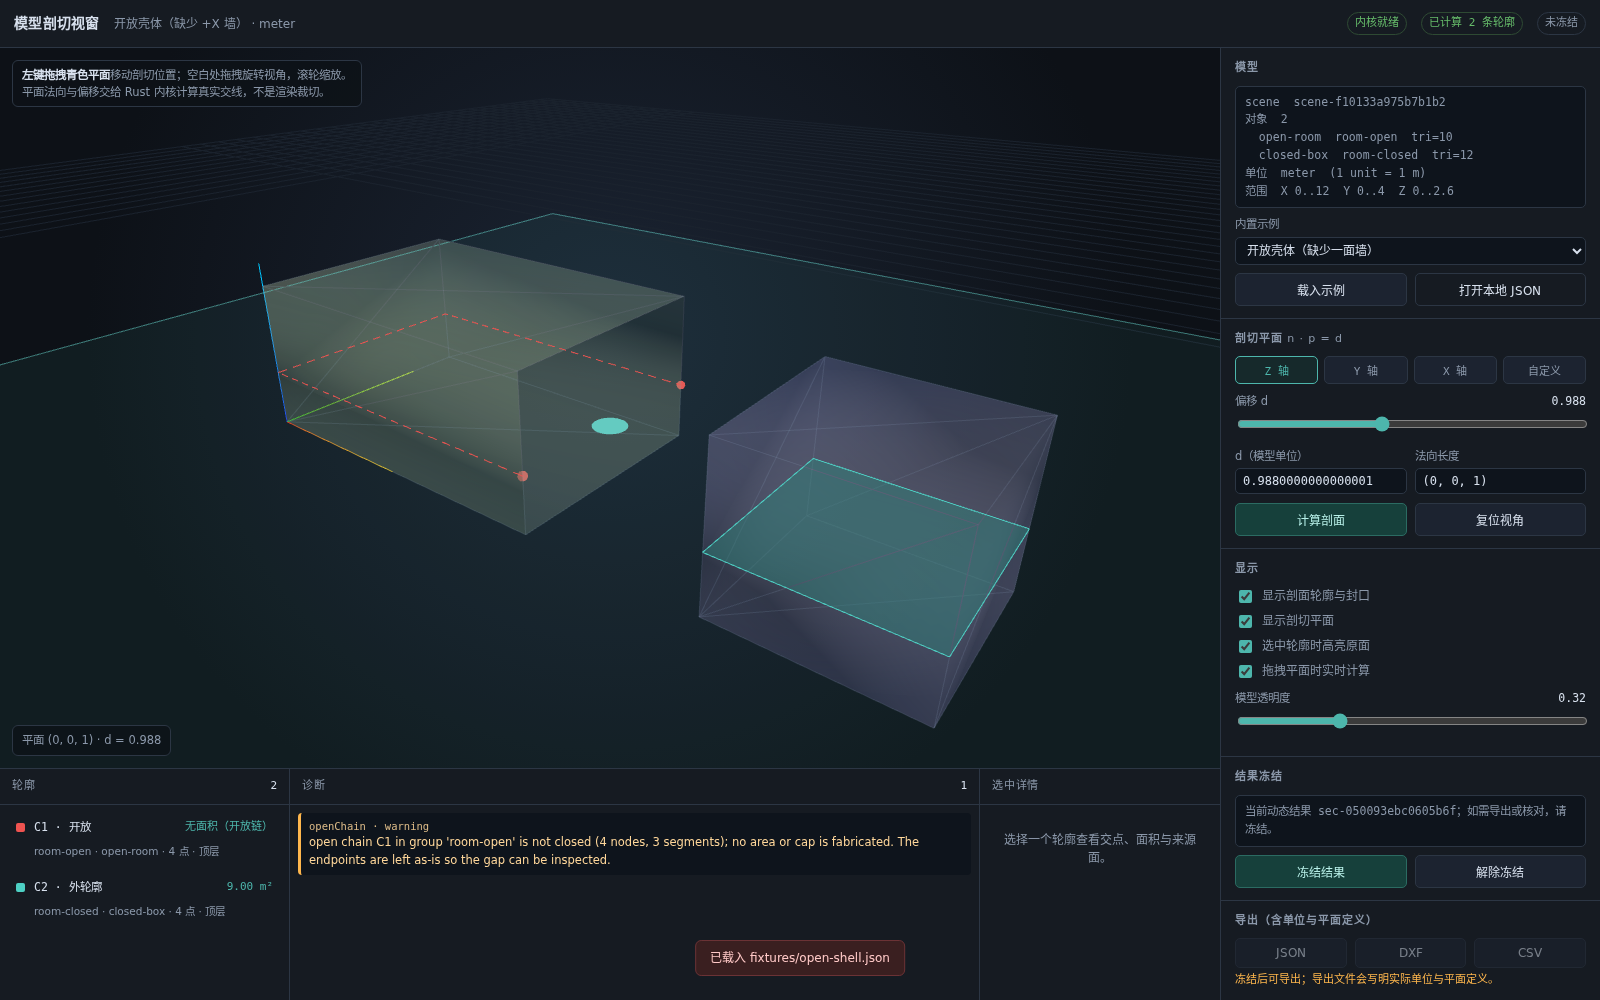 模型剖切视窗 开放壳体（缺少 +X 墙） · meter
内核就绪 已计算 2 条轮廓 未冻结
左键拖拽青色平面移动剖切位置；空白处拖拽旋转视角，滚轮缩放。
平面法向与偏移交给 Rust 内核计算真实交线，不是渲染裁切。
平面 (0, 0, 1) · d = 0.988
模型
scene scene-f10133a975b7b1b2
对象 2
open-room room-open tri=10
closed-box room-closed tri=12
单位 meter (1 unit = 1 m)
范围 X 0..12 Y 0..4 Z 0..2.6
内置示例
开放壳体（缺少一面墙）
载入示例 打开本地 JSON
剖切平面 n · p = d
Z 轴 Y 轴 X 轴 自定义
偏移 d 0.988
d（模型单位） 法向长度
0.9880000000000001 (0, 0, 1)
计算剖面 复位视角
显示
显示剖面轮廓与封口
显示剖切平面
选中轮廓时高亮原面
拖拽平面时实时计算
模型透明度 0.32
结果冻结
当前动态结果 sec-050093ebc0605b6f；如需导出或核对，请
冻结。
冻结结果 解除冻结
导出（含单位与平面定义）
JSON DXF CSV
冻结后可导出；导出文件会写明实际单位与平面定义。
轮廓 2
C1 · 开放 无面积（开放链）
room-open · open-room · 4 点 · 顶层
C2 · 外轮廓 9.00 m²
room-closed · closed-box · 4 点 · 顶层
诊断 1
openChain · warning
open chain C1 in group 'room-open' is not closed (4 nodes, 3 segments); no area or cap is fabricated. The
endpoints are left as-is so the gap can be inspected.
选中详情
选择一个轮廓查看交点、面积与来源
面。
已载入 fixtures/open-shell.json